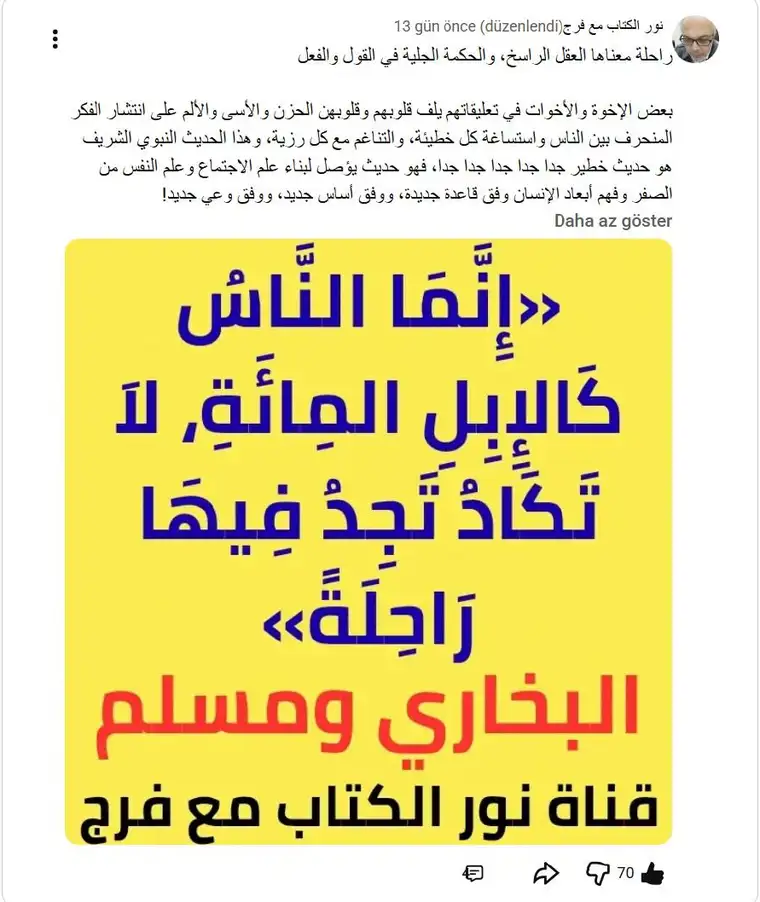 نور الكتاب مع فرج 13 gün önce (düzenlendi)
راحلة معناها العقل الراسخ، والحكمة الجلية في القول والفعل
بعض الإخوة والأخوات في تعليقاتهم يلف قلوبهم وقلوبهن الحزن والأسى والألم على انتشار الفكر
المنحرف بين الناس واستساغة كل خطيئة، والتناغم مع كل رزية، وهذا الحديث النبوي الشريف
هو حديث خطير جدا جدا جدا جدا جدا، فهو حديث يؤصل لبناء علم الاجتماع وعلم النفس من
الصفر وفهم أبعاد الإنسان وفق قاعدة جديدة، ووفق أساس جديد، ووفق وعي جديد!
Daha az göster
«إِنَّمَا النَّاسُ
كَالإِبِلِ المِائَةِ, لاَ
تَكَادُ تَجِدُ فِيهَا
رَاحِلَةً»
البخاري ومسلم
قناة نور الكتاب مع فرج
70
4